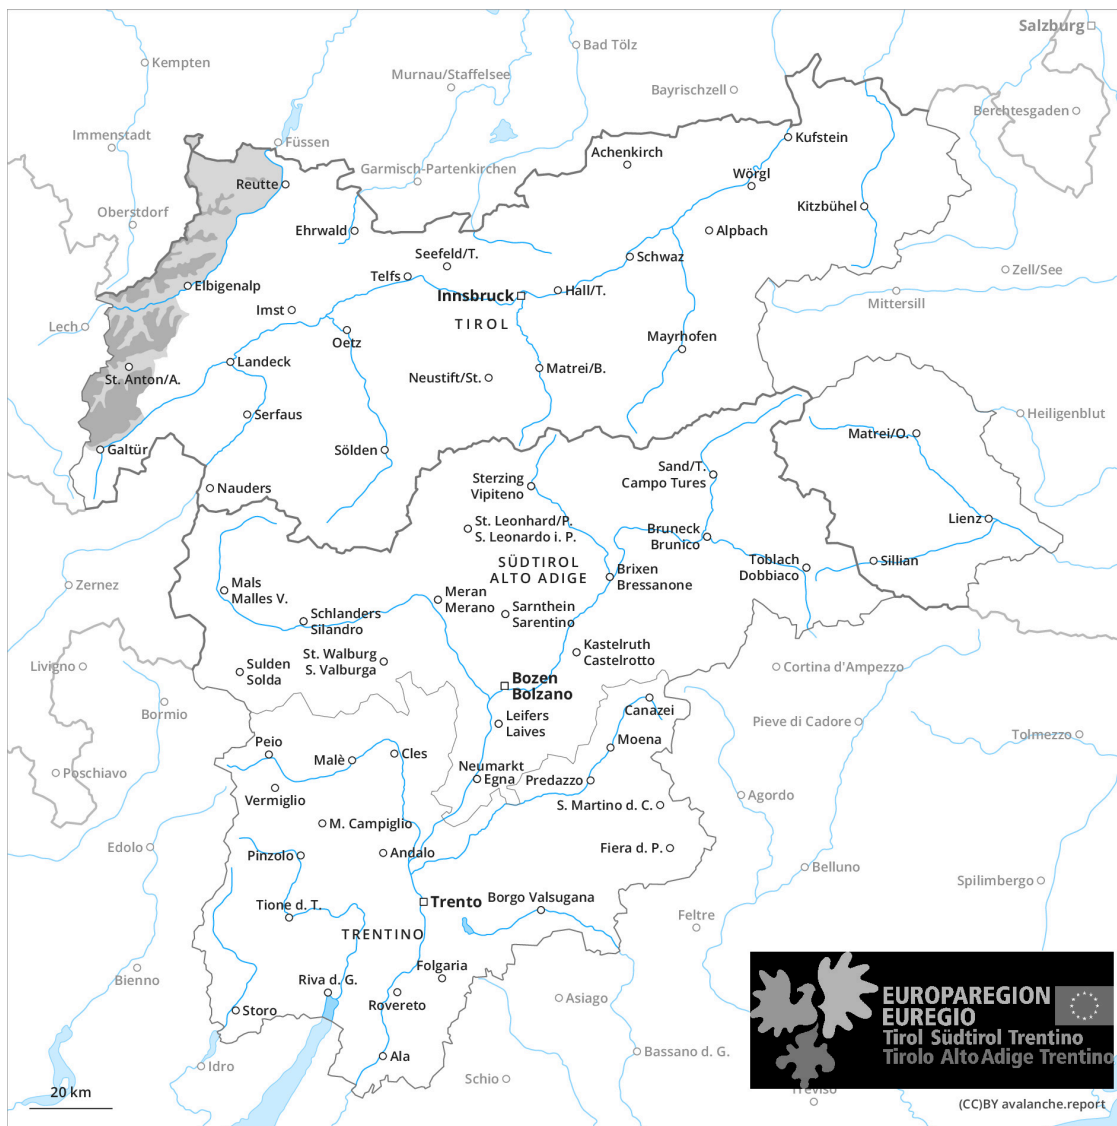 Salzburg
Bad Tölz
Kempten
Murnau/Staffelsee
Bayrischzell
Berchtesgaden
Immenstadt
Füssen
Kufstein
Achenkirch
Garmisch-Partenkirchen
Wörgl
Reutte
Kitzbühel
Oberstdorf
Ehrwald
Alpbach
Seefeld/T.
Schwaz
Telfs
Zell/See
Elbigenalp
Hall/T.
Innsbruck
Mittersill
Imst
TIROL
Lech
Oetz
Mayrhofen
Landeck
Matrei/B.
St. Anton/A.
Neustift/St.
Serfaus
Heiligenblut
Matrei/O.
Galtür
Sölden
Sand/T.
Campo Tures
Sterzing
Vipiteno
Nauders
Lienz
St. Leonhard/P.
S. Leonardo i. P.
Bruneck
Brunico
SÜDTIROL
ALTO ADIGE
Toblach
Dobbiaco
Sillian
Brixen
Bressanone
Zernez
Mals
Malles V.
Meran
Merano
Schlanders
Silandro
Sarnthein
Sarentino
Kastelruth
Castelrotto
St. Walburg
S. Valburga
Livigno
Sulden
Solda
Cortina d'Ampezzo
Bozen
Bolzano
Bormio
Canazei
Leifers
Laives
Pieve di Cadore
Tolmezzo
Moena
Peio
Cles
Malè
Neumarkt
Egna
Poschiavo
Predazzo
Vermiglio
Agordo
S. Martino d. C.
M. Campiglio
Edolo
Pinzolo
Andalo
Fiera d. P.
Belluno
Spilimbergo
Tione d. T.
Trento
Borgo Valsugana
Feltre
TRENTINO
Folgaria
Bienno
Riva d. G.
Rovereto
Asiago
Storo
EUROPAREGION
EUREGIO
Tirol Südtirol Trentino
Tirolo Alto Adige Trentino
Ala
Bassano d. G.
Idro
Schio
20 km
Treviso
(CC)BY avalanche.report